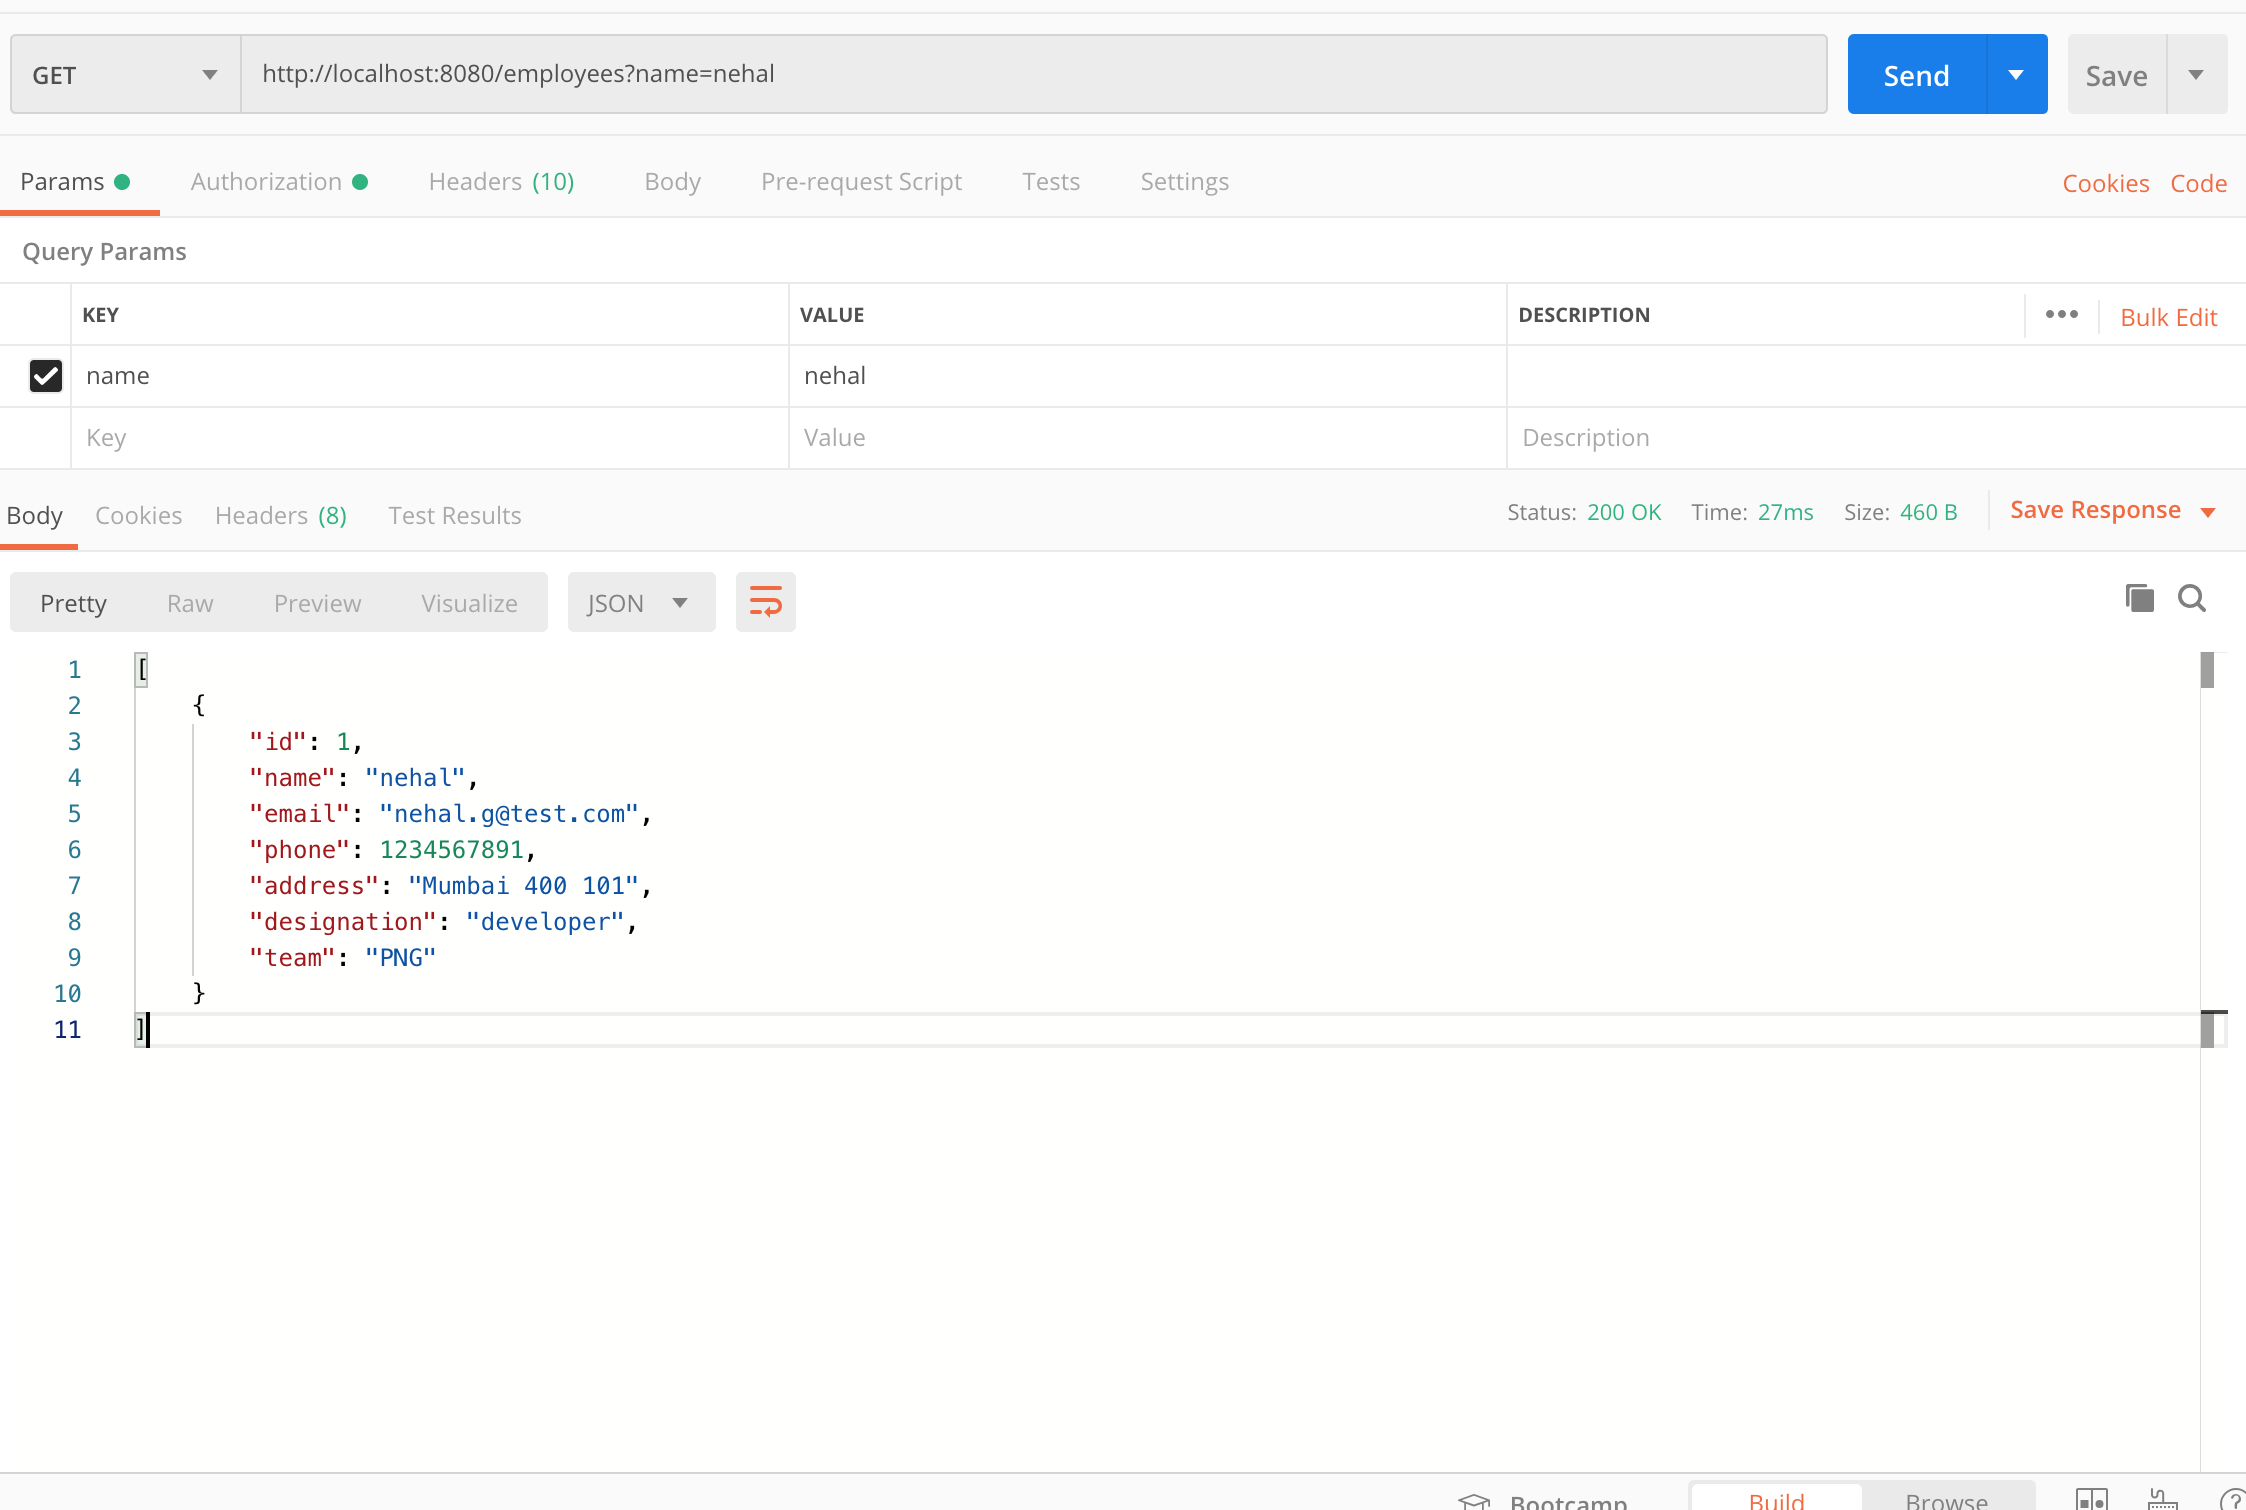 GET http://localhost:8080/employees?name=nehal Send Save
Params Authorization Headers (10) Body Pre-request Script Tests Settings Cookies Code
Query Params
KEY VALUE DESCRIPTION ••• Bulk Edit
name nehal
Key Value Description
Body Cookies Headers (8) Test Results Status: 200 OK Time: 27ms Size: 460 B Save Response
Pretty Raw Preview Visualize JSON
1 [
2 {
3 "id": 1,
4 "name": "nehal",
5 "email": "nehal.g@test.com",
6 "phone": 1234567891,
7 "address": "Mumbai 400 101",
8 "designation": "developer",
9 "team": "PNG"
10 }
11 ]
Bootcamp Build Browse